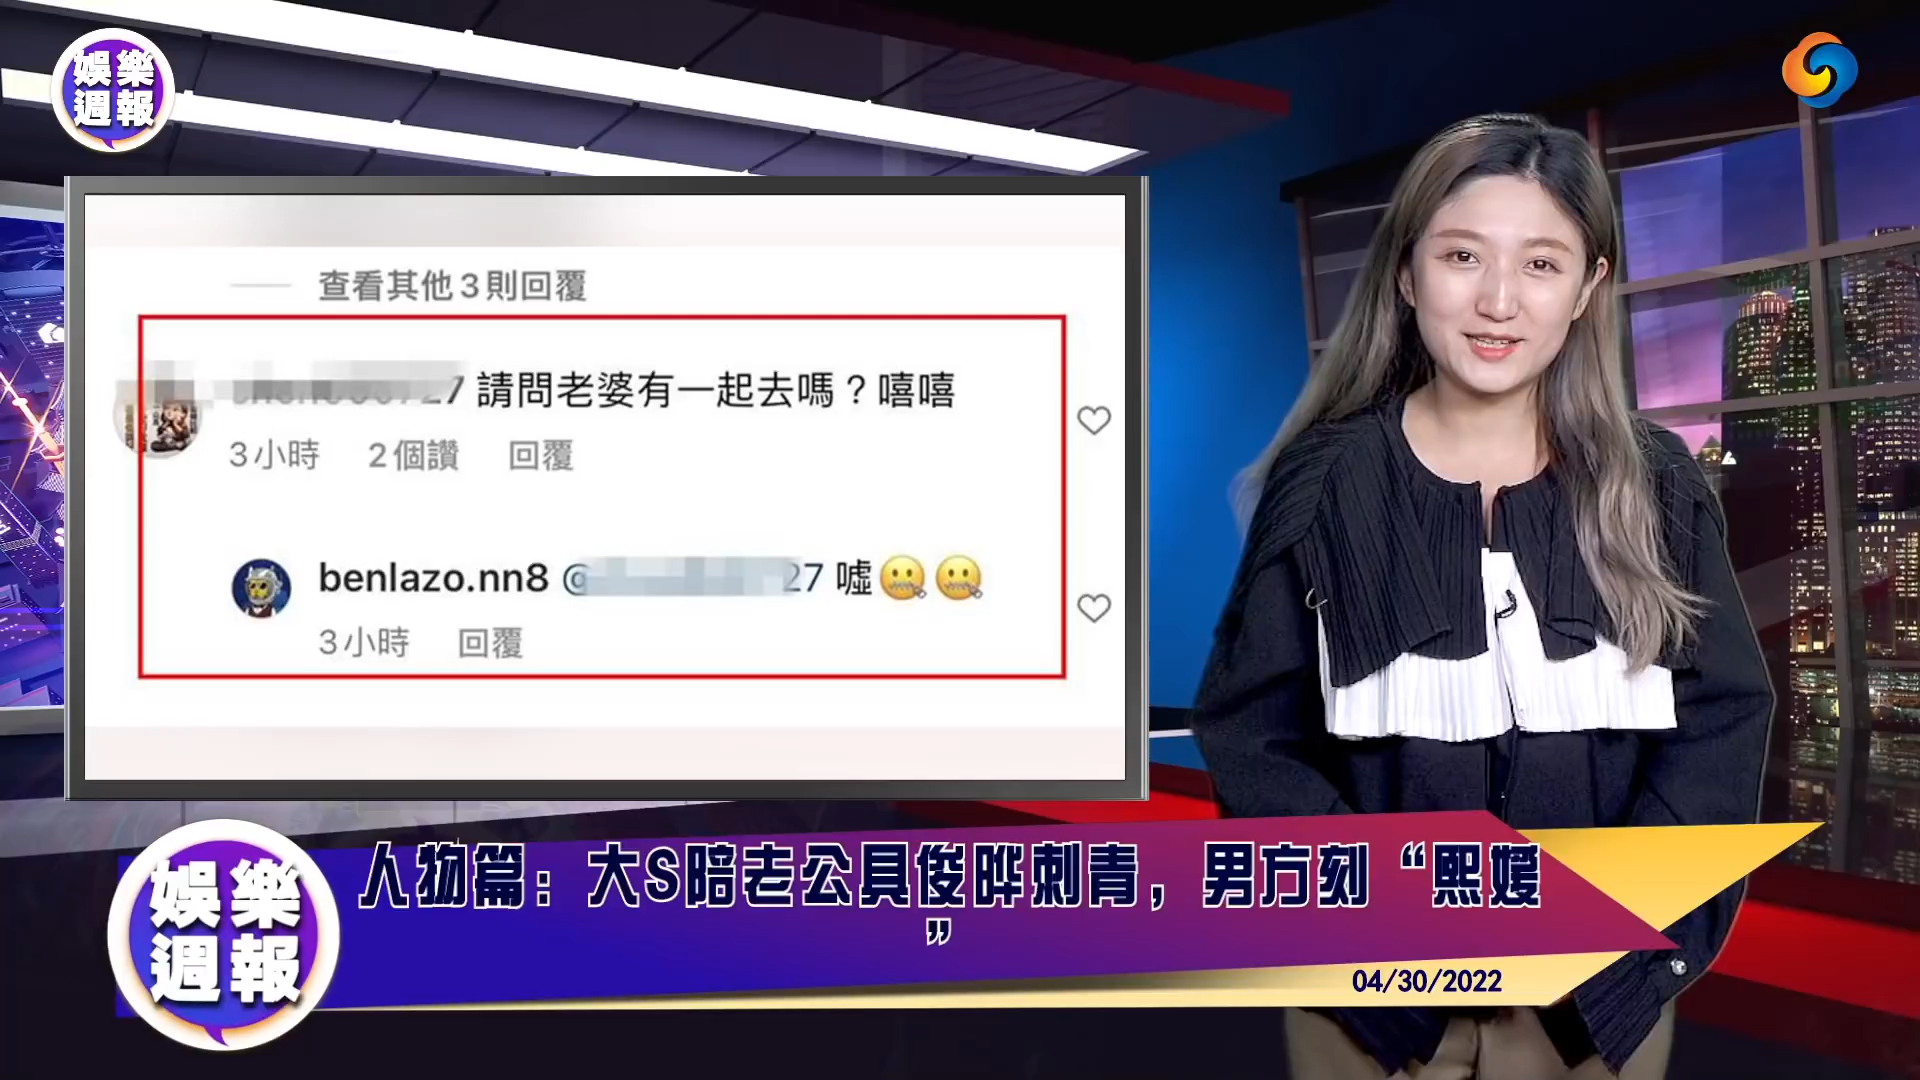 娛樂
週報
查看其他3則回覆
請問老婆有一起去嗎？嘻嘻
3小時 2個讚 回覆
benlazo.nn8 @ 27 噓🤐🤐
3小時 回覆
娛樂
週報
人物篇：大S陪老公具俊晔刺青，男方刻“熙媛
”
04/30/2022